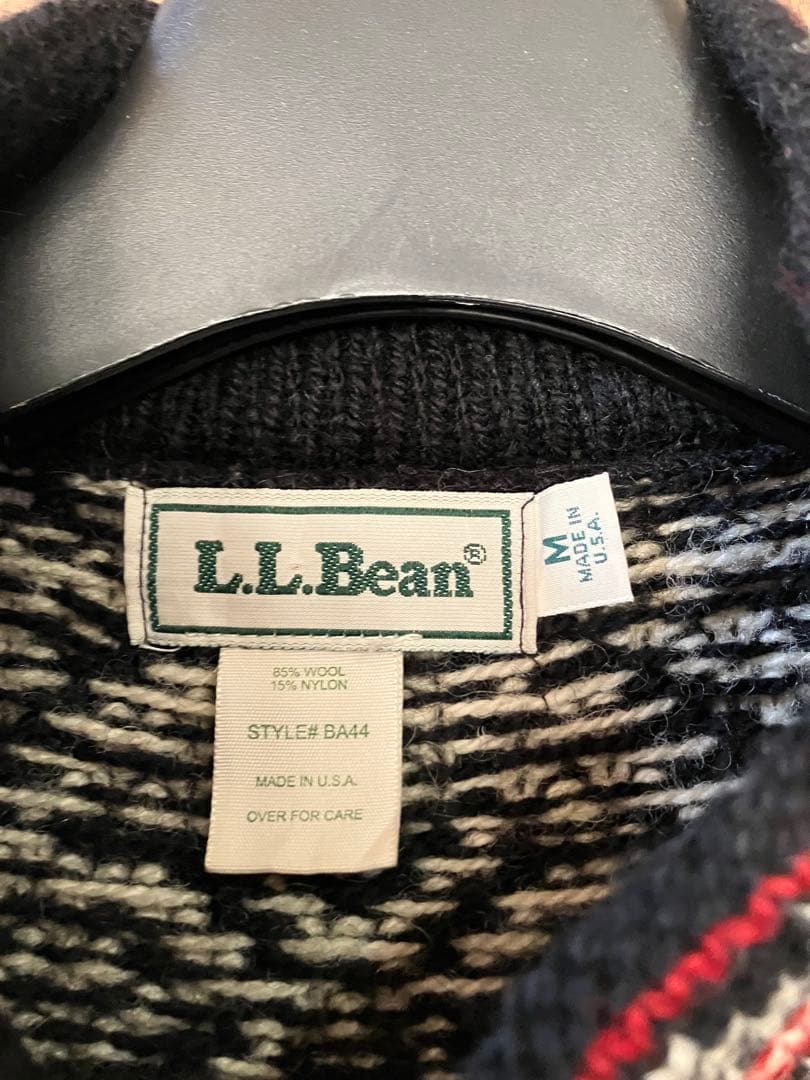 L.L.Bean®
M
MADE IN
U.S.A.
85% WOOL
15% NYLON
STYLE# BA44
MADE IN U.S.A.
OVER FOR CARE